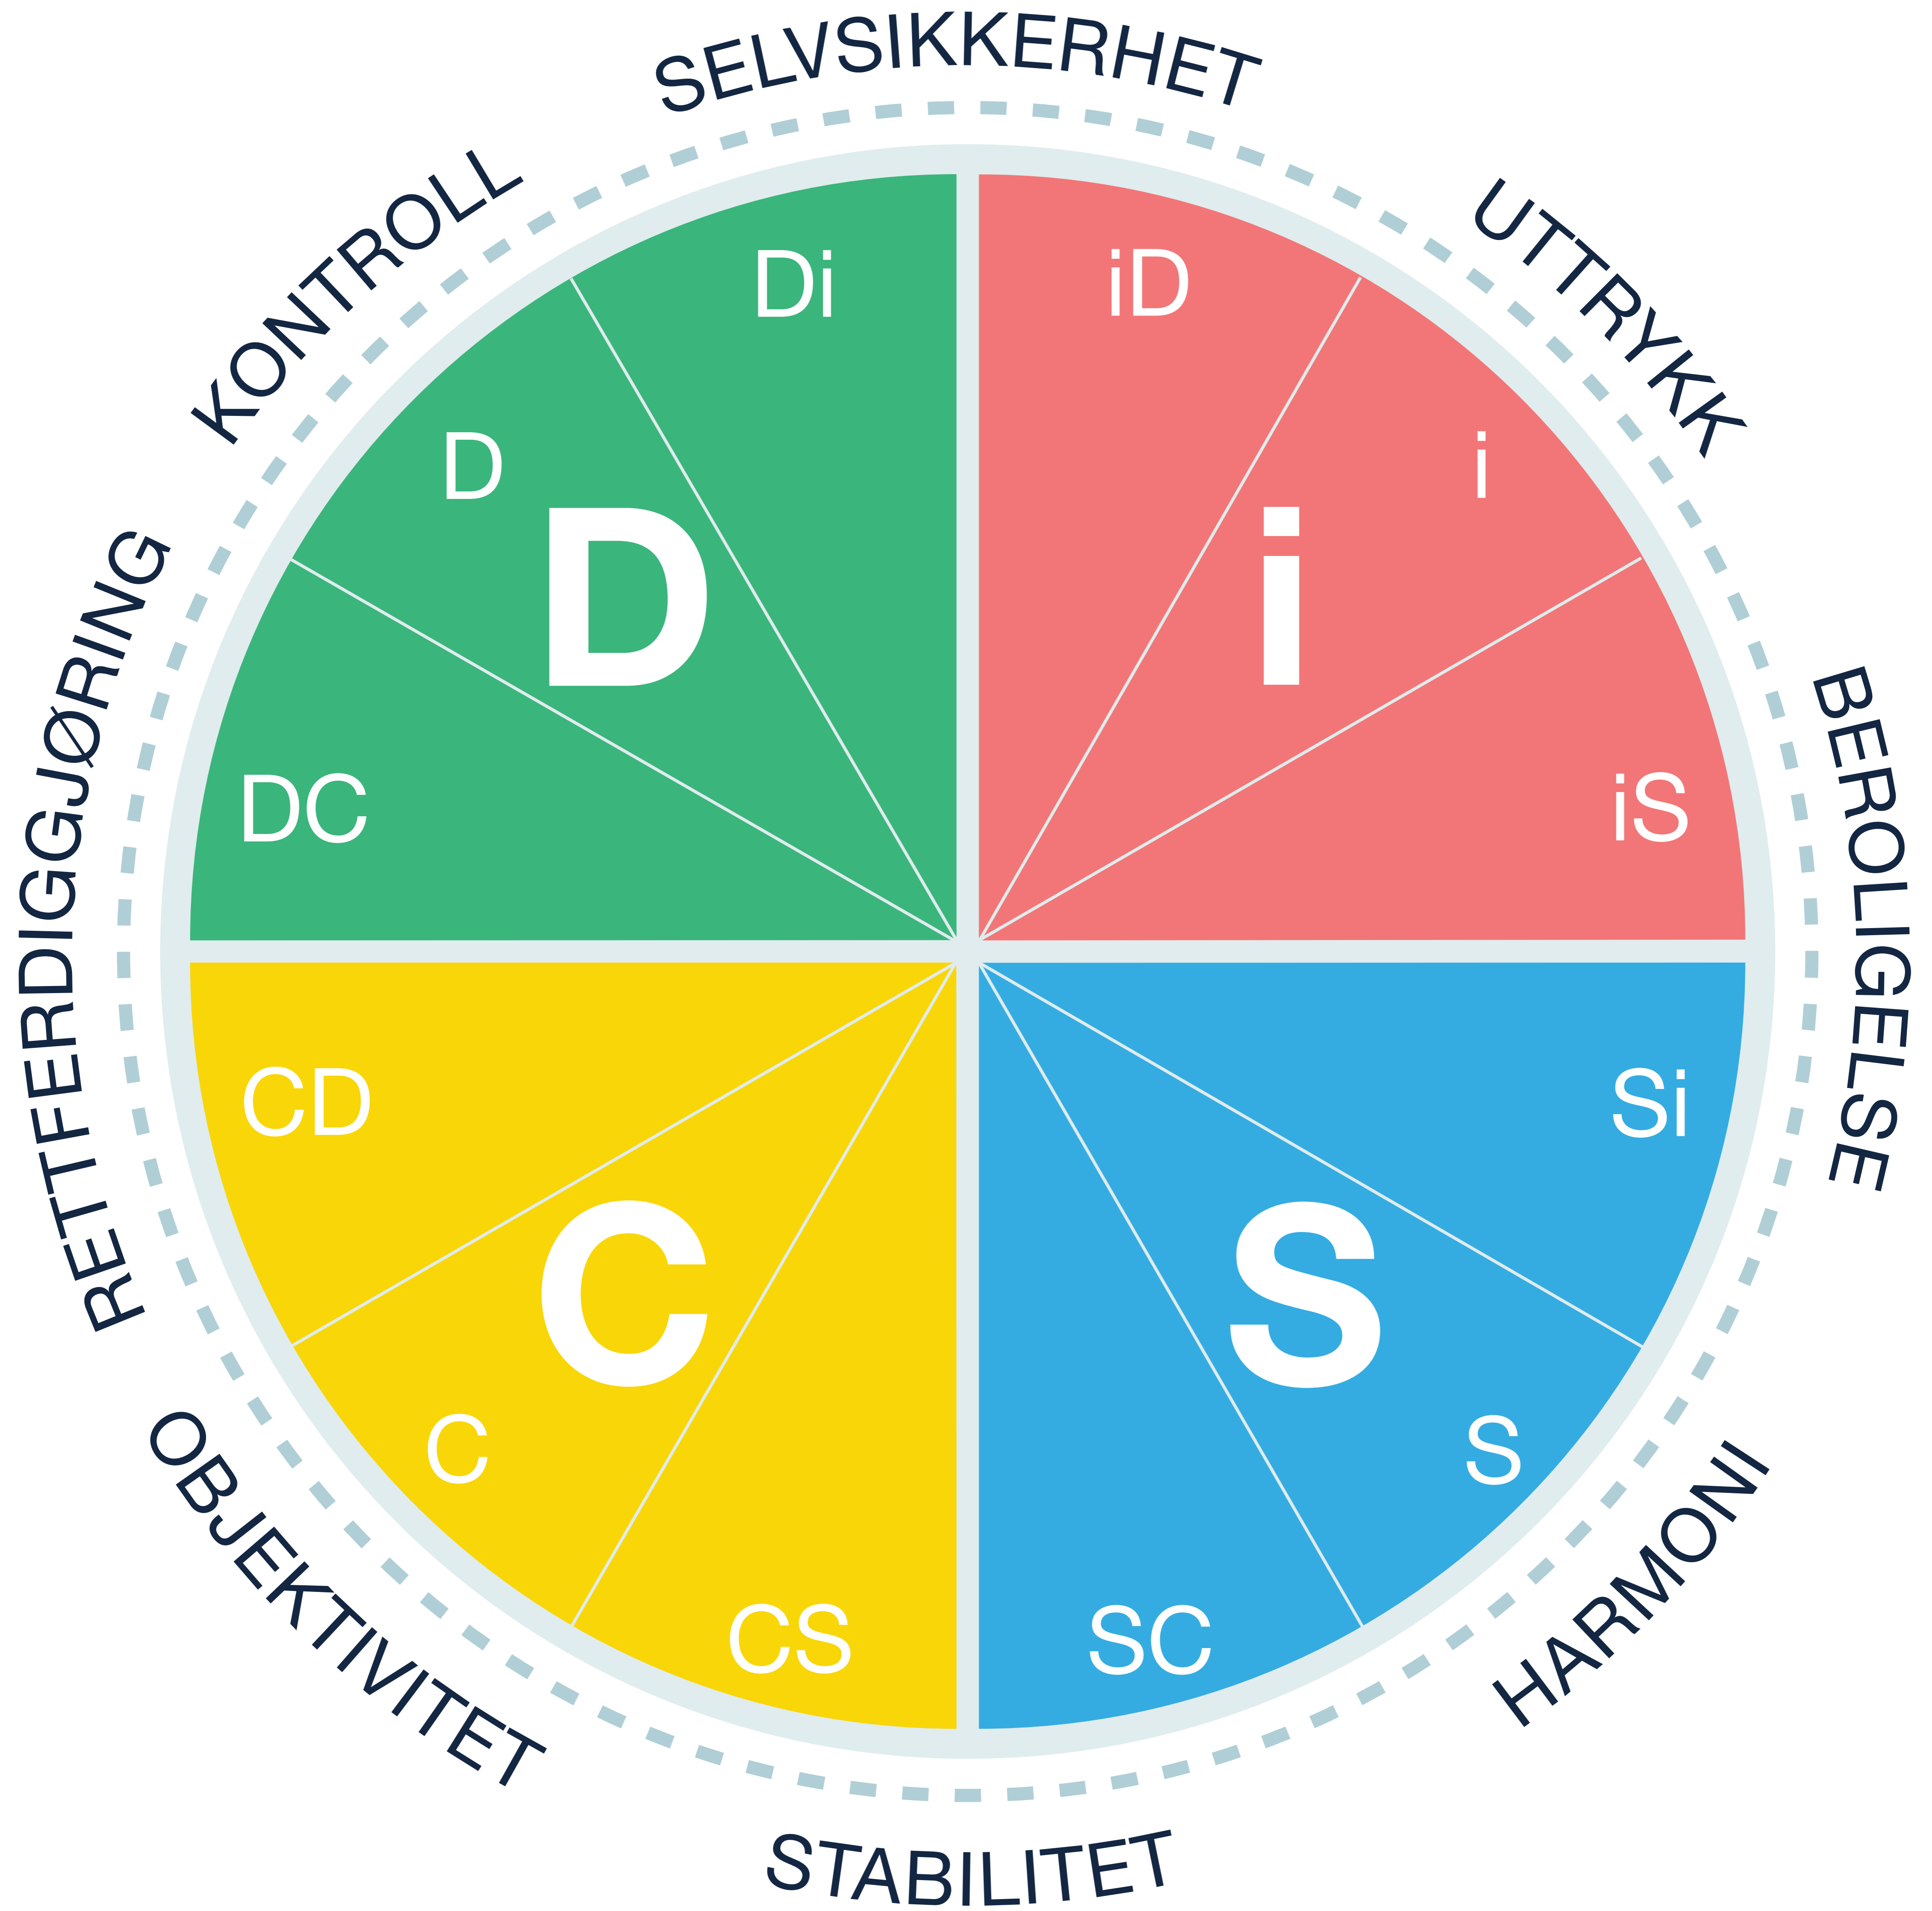 SELVSIKKERHET
KONTROLL
UTTRYKK
Di
iD
D
i
D
i
RETTFERDIGGJØRING
BEROLIGELSE
DC
iS
CD
Si
C
S
C
S
OBJEKTIVITET
HARMONI
CS
SC
STABILITET